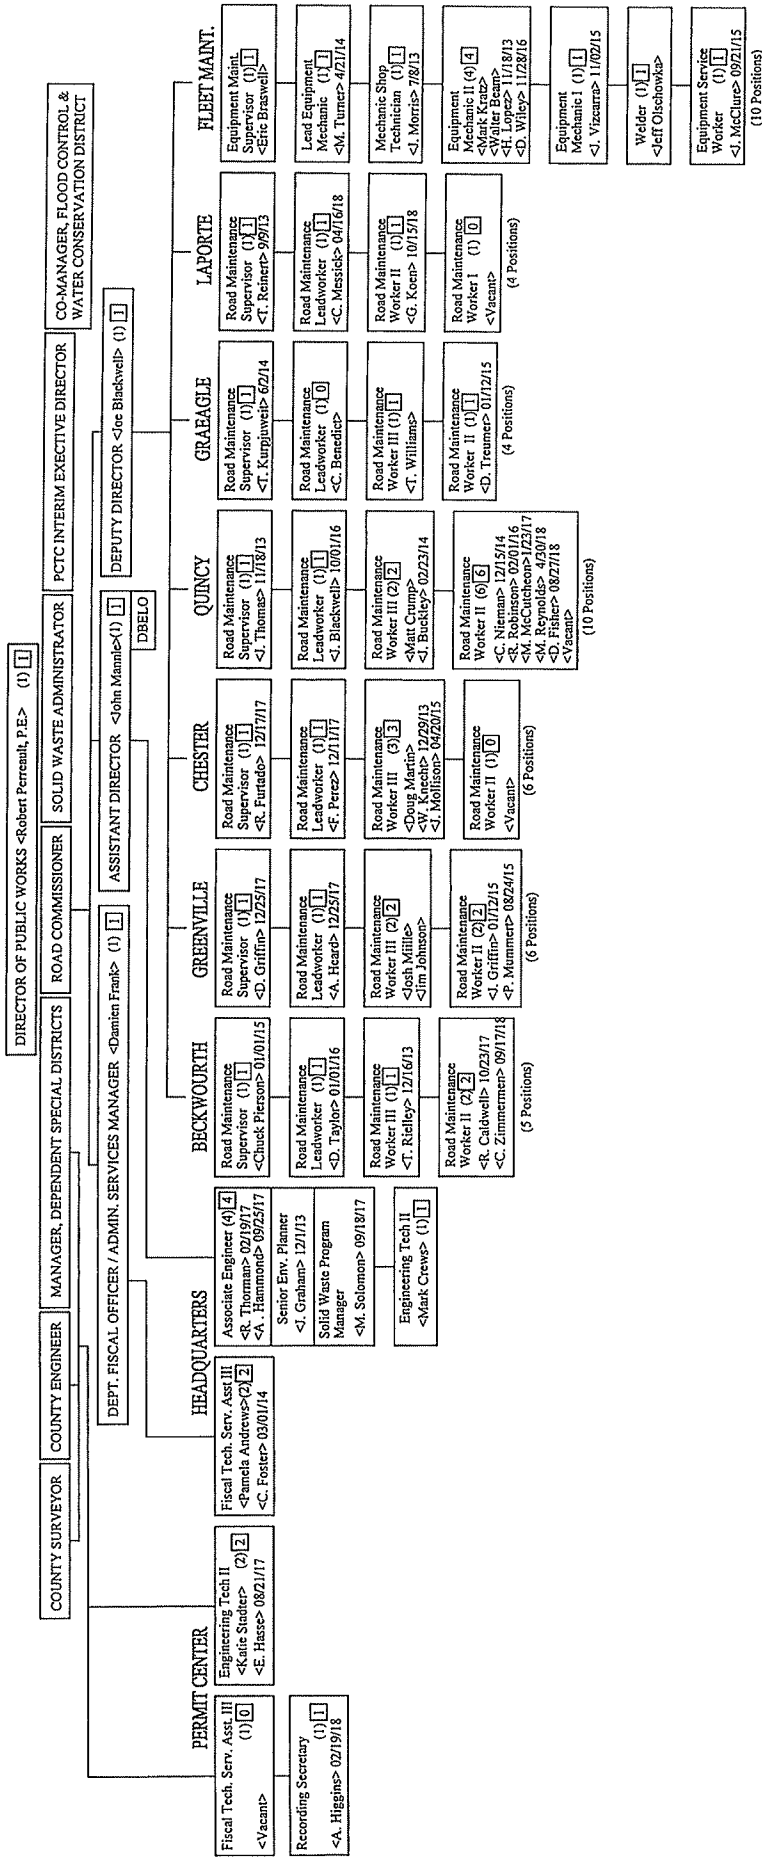 DIRECTOR OF PUBLIC WORKS <Robert Perreault, P.E.> (1) 1
COUNTY SURVEYOR
COUNTY ENGINEER
MANAGER, DEPENDENT SPECIAL DISTRICTS
ROAD COMMISSIONER
SOLID WASTE ADMINISTRATOR
PCTC INTERIM EXECTIVE DIRECTOR
CO-MANAGER, FLOOD CONTROL &
WATER CONSERVATION DISTRICT
DEPT. FISCAL OFFICER / ADMIN. SERVICES MANAGER <Damien Frank> (1) 1
ASSISTANT DIRECTOR <John Mannle>(1) 1
DBELO
DEPUTY DIRECTOR <Joe Blackwell> (1) 1
PERMIT CENTER
Fiscal Tech. Serv. Asst. III
(1) 0
<Vacant>
Recording Secretary
(1) 1
<A. Higgins> 02/19/18
Engineering Tech II
<Katie Stadter> (2) 2
<E. Hasse> 08/21/17
HEADQUARTERS
Fiscal Tech. Serv. Asst III
<Pamela Andrews>(2) 2
<C. Foster> 03/01/14
Associate Engineer (4) 4
<R. Thorman> 02/19/17
<A. Hammond> 09/25/17
Senior Env. Planner
<J. Graham> 12/1/13
Solid Waste Program
Manager
<M. Solomon> 09/18/17
Engineering Tech II
<Mark Crews> (1) 1
BECKWOURTH
Road Maintenance
Supervisor (1) 1
<Chuck Pierson> 01/01/15
Road Maintenance
Leadworker (1) 1
<D. Taylor> 01/01/16
Road Maintenance
Worker III (1) 1
<T. Rielley> 12/16/13
Road Maintenance
Worker II (2) 2
<R. Caldwell> 10/23/17
<C. Zimmermen> 09/17/18
(5 Positions)
GREENVILLE
Road Maintenance
Supervisor (1) 1
<D. Griffin> 12/25/17
Road Maintenance
Leadworker (1) 1
<A. Heard> 12/25/17
Road Maintenance
Worker III (2) 2
<Josh Miille>
<Jim Johnson>
Road Maintenance
Worker II (2) 2
<J. Griffin> 01/12/15
<P. Mummert> 08/24/15
(6 Positions)
CHESTER
Road Maintenance
Supervisor (1) 1
<R. Furtado> 12/17/17
Road Maintenance
Leadworker (1) 1
<F. Perez> 12/11/17
Road Maintenance
Worker III (3) 3
<Doug Martin>
<W. Knecht> 12/29/13
<J. Mollison> 04/20/15
Road Maintenance
Worker II (1) 0
<Vacant>
(6 Positions)
QUINCY
Road Maintenance
Supervisor (1) 1
<J. Thomas> 11/18/13
Road Maintenance
Leadworker (1) 1
<J. Blackwell> 10/01/16
Road Maintenance
Worker III (2) 2
<Matt Crump>
<J. Buckley> 02/23/14
Road Maintenance
Worker II (6) 6
<C. Nieman> 12/15/14
<R. Robinson> 02/01/16
<M. McCutcheon>1/23/17
<M. Reynolds> 4/30/18
<D. Fisher> 08/27/18
<Vacant>
(10 Positions)
GRAEAGLE
Road Maintenance
Supervisor (1) 1
<T. Kurpjuweit> 6/2/14
Road Maintenance
Leadworker (1) 0
<C. Benedict>
Road Maintenance
Worker III (1) 1
<T. Williams>
Road Maintenance
Worker II (1) 1
<D. Treumer> 01/12/15
(4 Positions)
LAPORTE
Road Maintenance
Supervisor (1) 1
<T. Reinert> 9/9/13
Road Maintenance
Leadworker (1) 1
<C. Messick> 04/16/18
Road Maintenance
Worker II (1) 1
<G. Koen> 10/15/18
Road Maintenance
Worker I (1) 0
<Vacant>
(4 Positions)
FLEET MAINT.
Equipment Maint.
Supervisor (1) 1
<Eric Braswell>
Lead Equipment
Mechanic (1) 1
<M. Turner> 4/21/14
Mechanic Shop
Technician (1) 1
<J. Morris> 7/8/13
Equipment
Mechanic II (4) 4
<Mark Kratz>
<Walter Beam>
<H. Lopez> 11/18/13
<D. Wiley> 11/28/16
Equipment
Mechanic I (1) 1
<J. Vizcarra> 11/02/15
Welder (1) 1
<Jeff Olschowka>
Equipment Service
Worker (1) 1
<J. McClure> 09/21/15
(10 Positions)